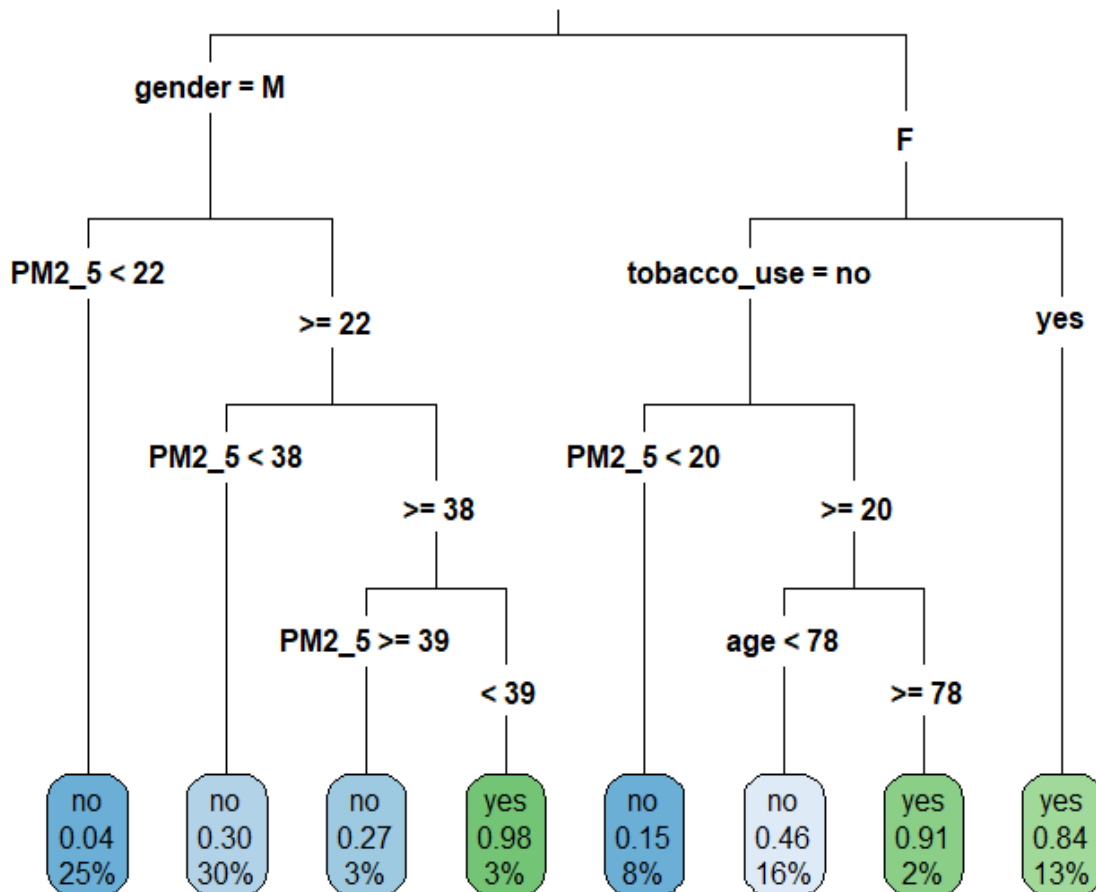 gender = M
F
PM2_5 < 22
tobacco_use = no
>= 22
yes
PM2_5 < 38
PM2_5 < 20
>= 38
>= 20
PM2_5 >= 39
age < 78
< 39
>= 78
no
0.04
25%
no
0.30
30%
no
0.27
3%
yes
0.98
3%
no
0.15
8%
no
0.46
16%
yes
0.91
2%
yes
0.84
13%